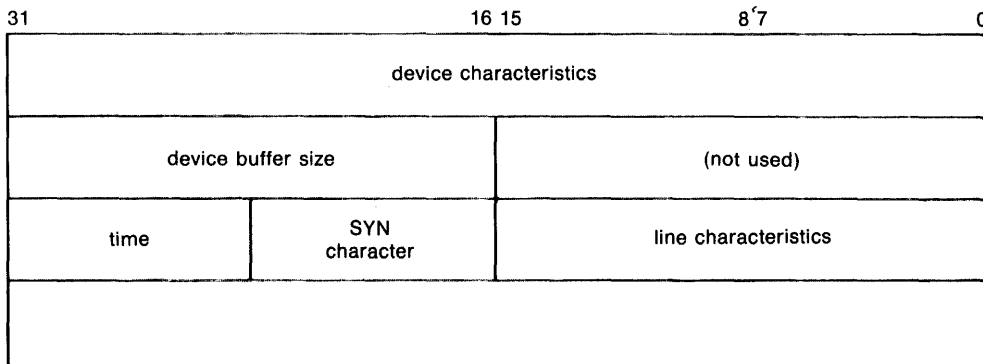 31 16 15 8 7 0
device characteristics
device buffer size (not used)
time SYN character line characteristics